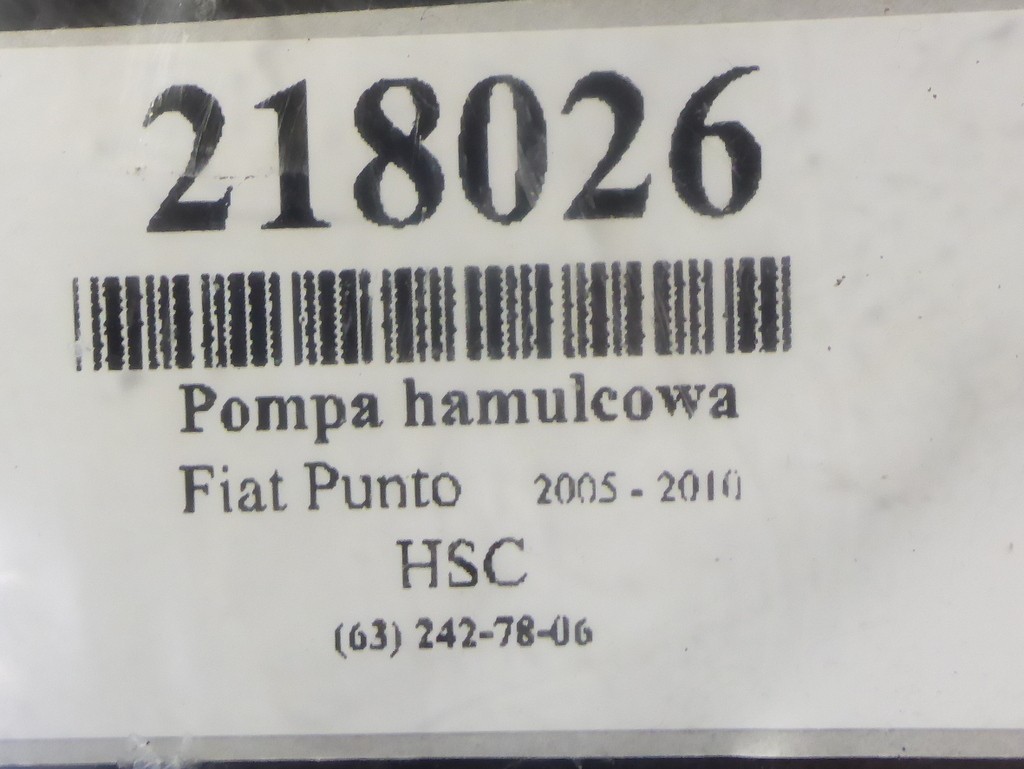 218026
Pompa hamulcowa
Fiat Punto 2005 - 2010
HSC
(63) 242-78-06